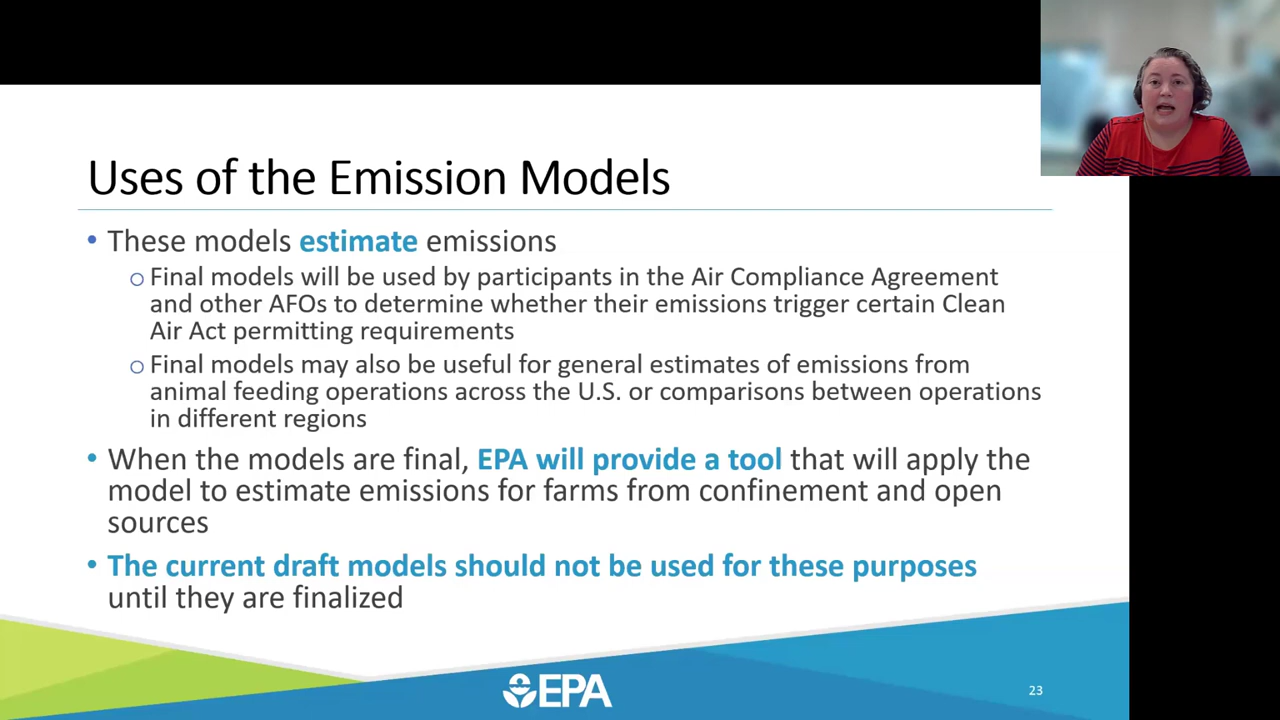 Uses of the Emission Models
• These models estimate emissions
o Final models will be used by participants in the Air Compliance Agreement
and other AFOs to determine whether their emissions trigger certain Clean
Air Act permitting requirements
o Final models may also be useful for general estimates of emissions from
animal feeding operations across the U.S. or comparisons between operations
in different regions
• When the models are final, EPA will provide a tool that will apply the
model to estimate emissions for farms from confinement and open
sources
• The current draft models should not be used for these purposes
until they are finalized
EPA
23